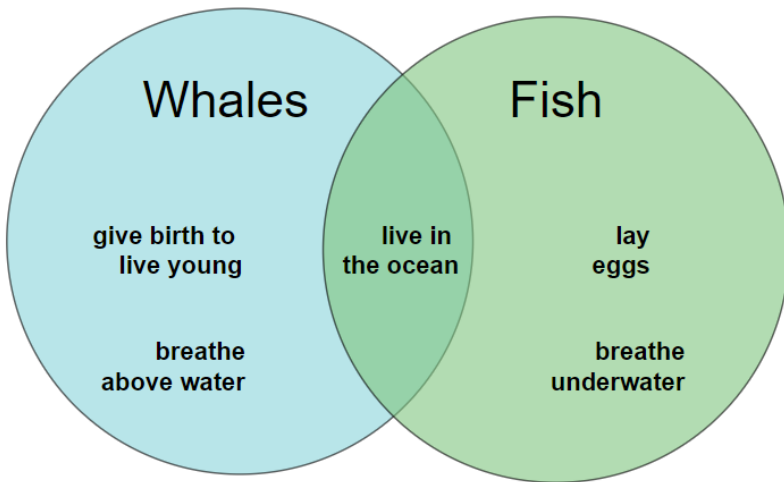 Whales
Fish
give birth to
live young
breathe
above water
live in
the ocean
lay
eggs
breathe
underwater